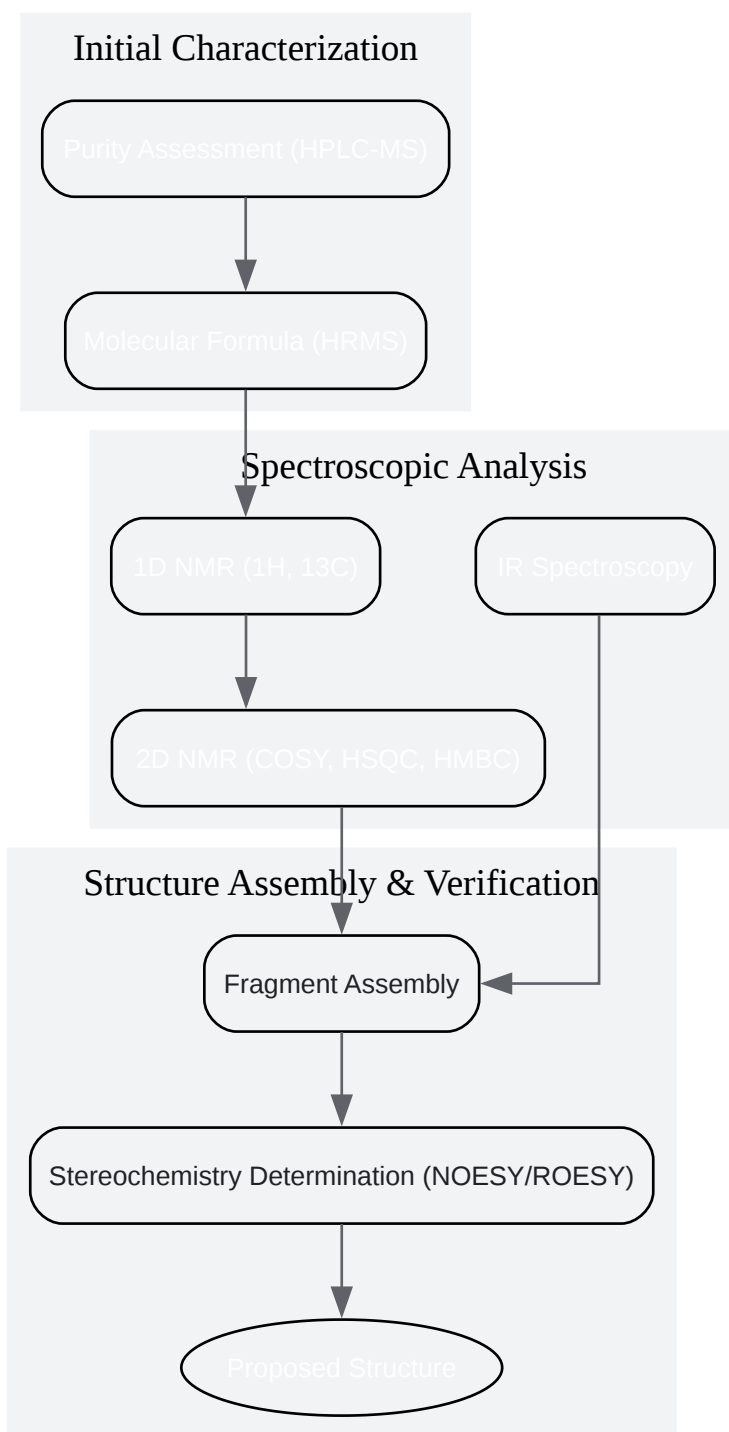 Initial Characterization
Purity Assessment (HPLC-MS)
Molecular Formula (HRMS)
Spectroscopic Analysis
1D NMR (1H, 13C)
IR Spectroscopy
2D NMR (COSY, HSQC, HMBC)
Structure Assembly & Verification
Fragment Assembly
Stereochemistry Determination (NOESY/ROESY)
Proposed Structure